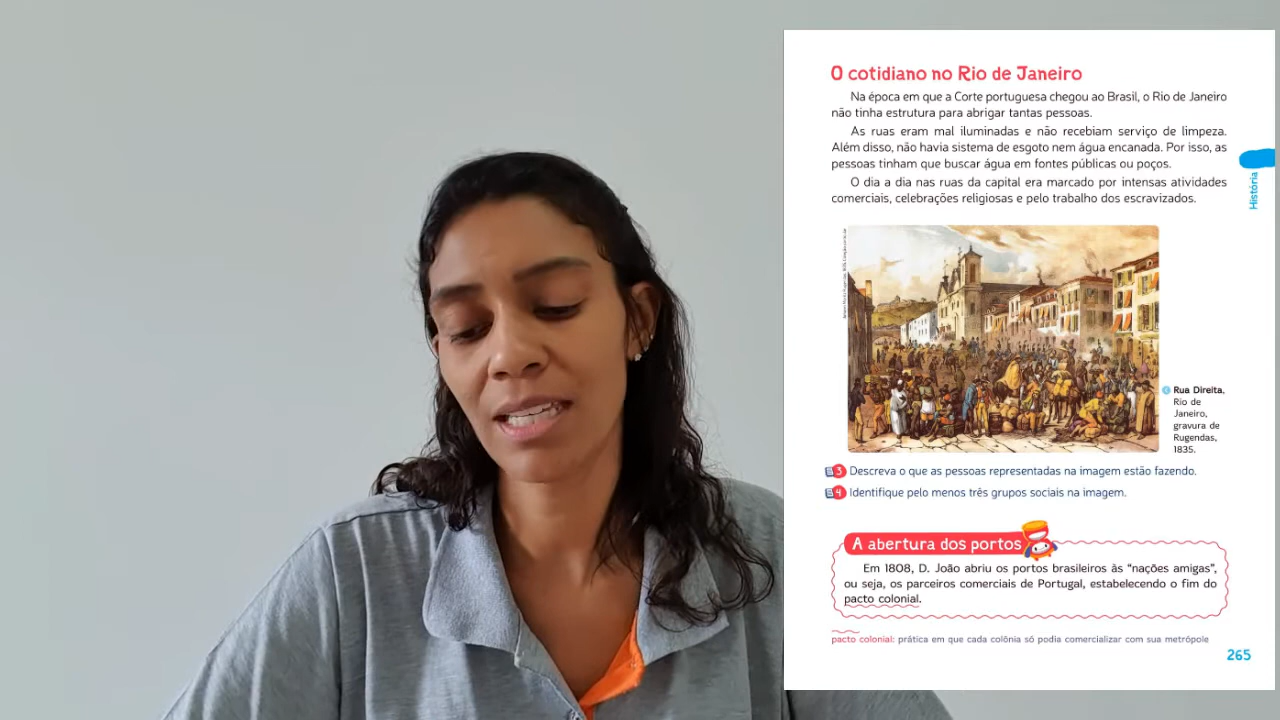 O cotidiano no Rio de Janeiro
Na época em que a Corte portuguesa chegou ao Brasil, o Rio de Janeiro
não tinha estrutura para abrigar tantas pessoas.
As ruas eram mal iluminadas e não recebiam serviço de limpeza.
Além disso, não havia sistema de esgoto nem água encanada. Por isso, as
pessoas tinham que buscar água em fontes públicas ou poços.
O dia a dia nas ruas da capital era marcado por intensas atividades
comerciais, celebrações religiosas e pelo trabalho dos escravizados.
História
Rua Direita,
Rio de
Janeiro,
gravura de
Rugendas,
1835.
3 Descreva o que as pessoas representadas na imagem estão fazendo.
4 Identifique pelo menos três grupos sociais na imagem.
A abertura dos portos
Em 1808, D. João abriu os portos brasileiros às “nações amigas”,
ou seja, os parceiros comerciais de Portugal, estabelecendo o fim do
pacto colonial.
pacto colonial: prática em que cada colônia só podia comercializar com sua metrópole
265